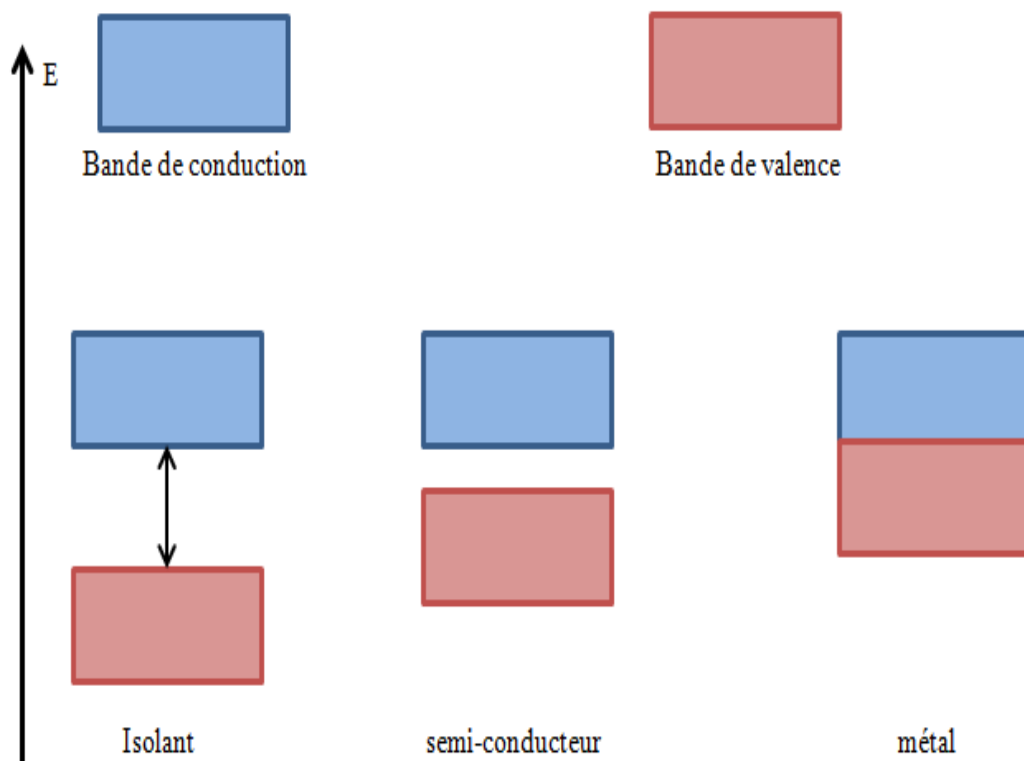 E
Bande de conduction
Bande de valence
Isolant
semi-conducteur
métal